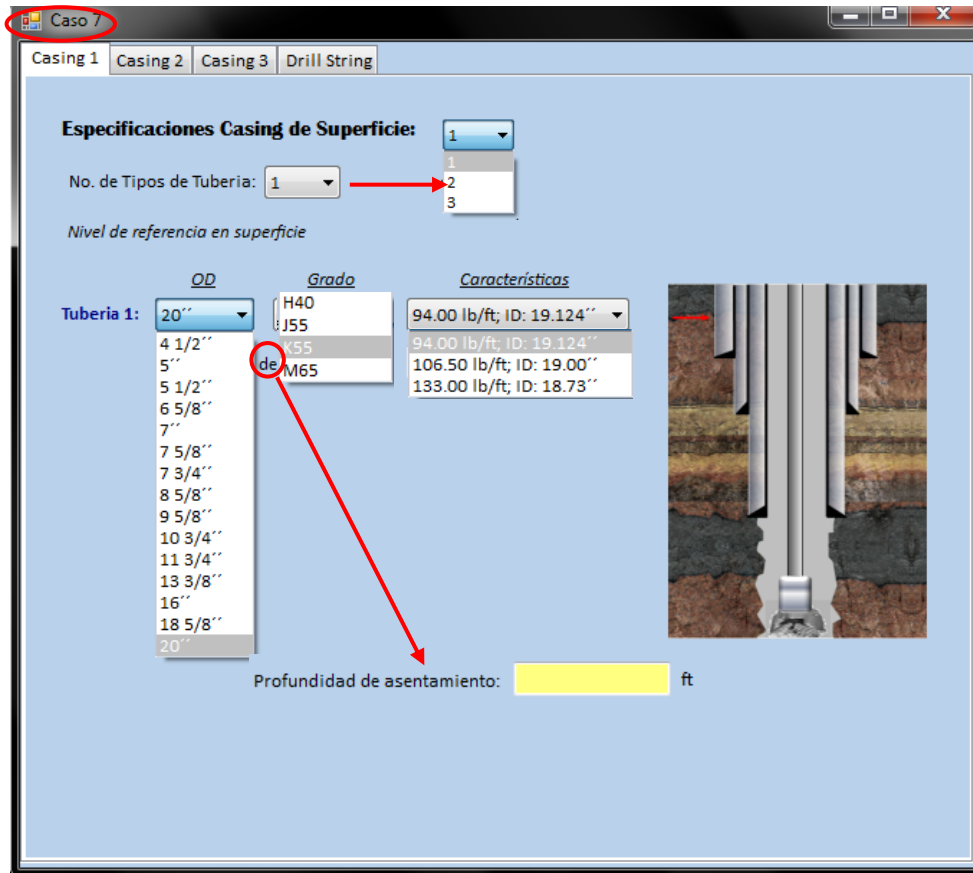 Caso 7
Casing 1 Casing 2 Casing 3 Drill String
Especificaciones Casing de Superficie: 1
1
No. de Tipos de Tuberia: 1 2
3
Nivel de referencia en superficie
OD Grado Característicos
Tuberia 1: 20´´ H40 94.00 lb/ft; ID: 19.124´´
J55
4 1/2´´ K55 94.00 lb/ft; ID: 19.124´´
5´´ de M65 106.50 lb/ft; ID: 19.00´´
5 1/2´´ 133.00 lb/ft; ID: 18.73´´
6 5/8´´
7´´
7 5/8´´
7 3/4´´
8 5/8´´
9 5/8´´
10 3/4´´
11 3/4´´
13 3/8´´
16´´
18 5/8´´
20´´
Profundidad de asentamiento: ft